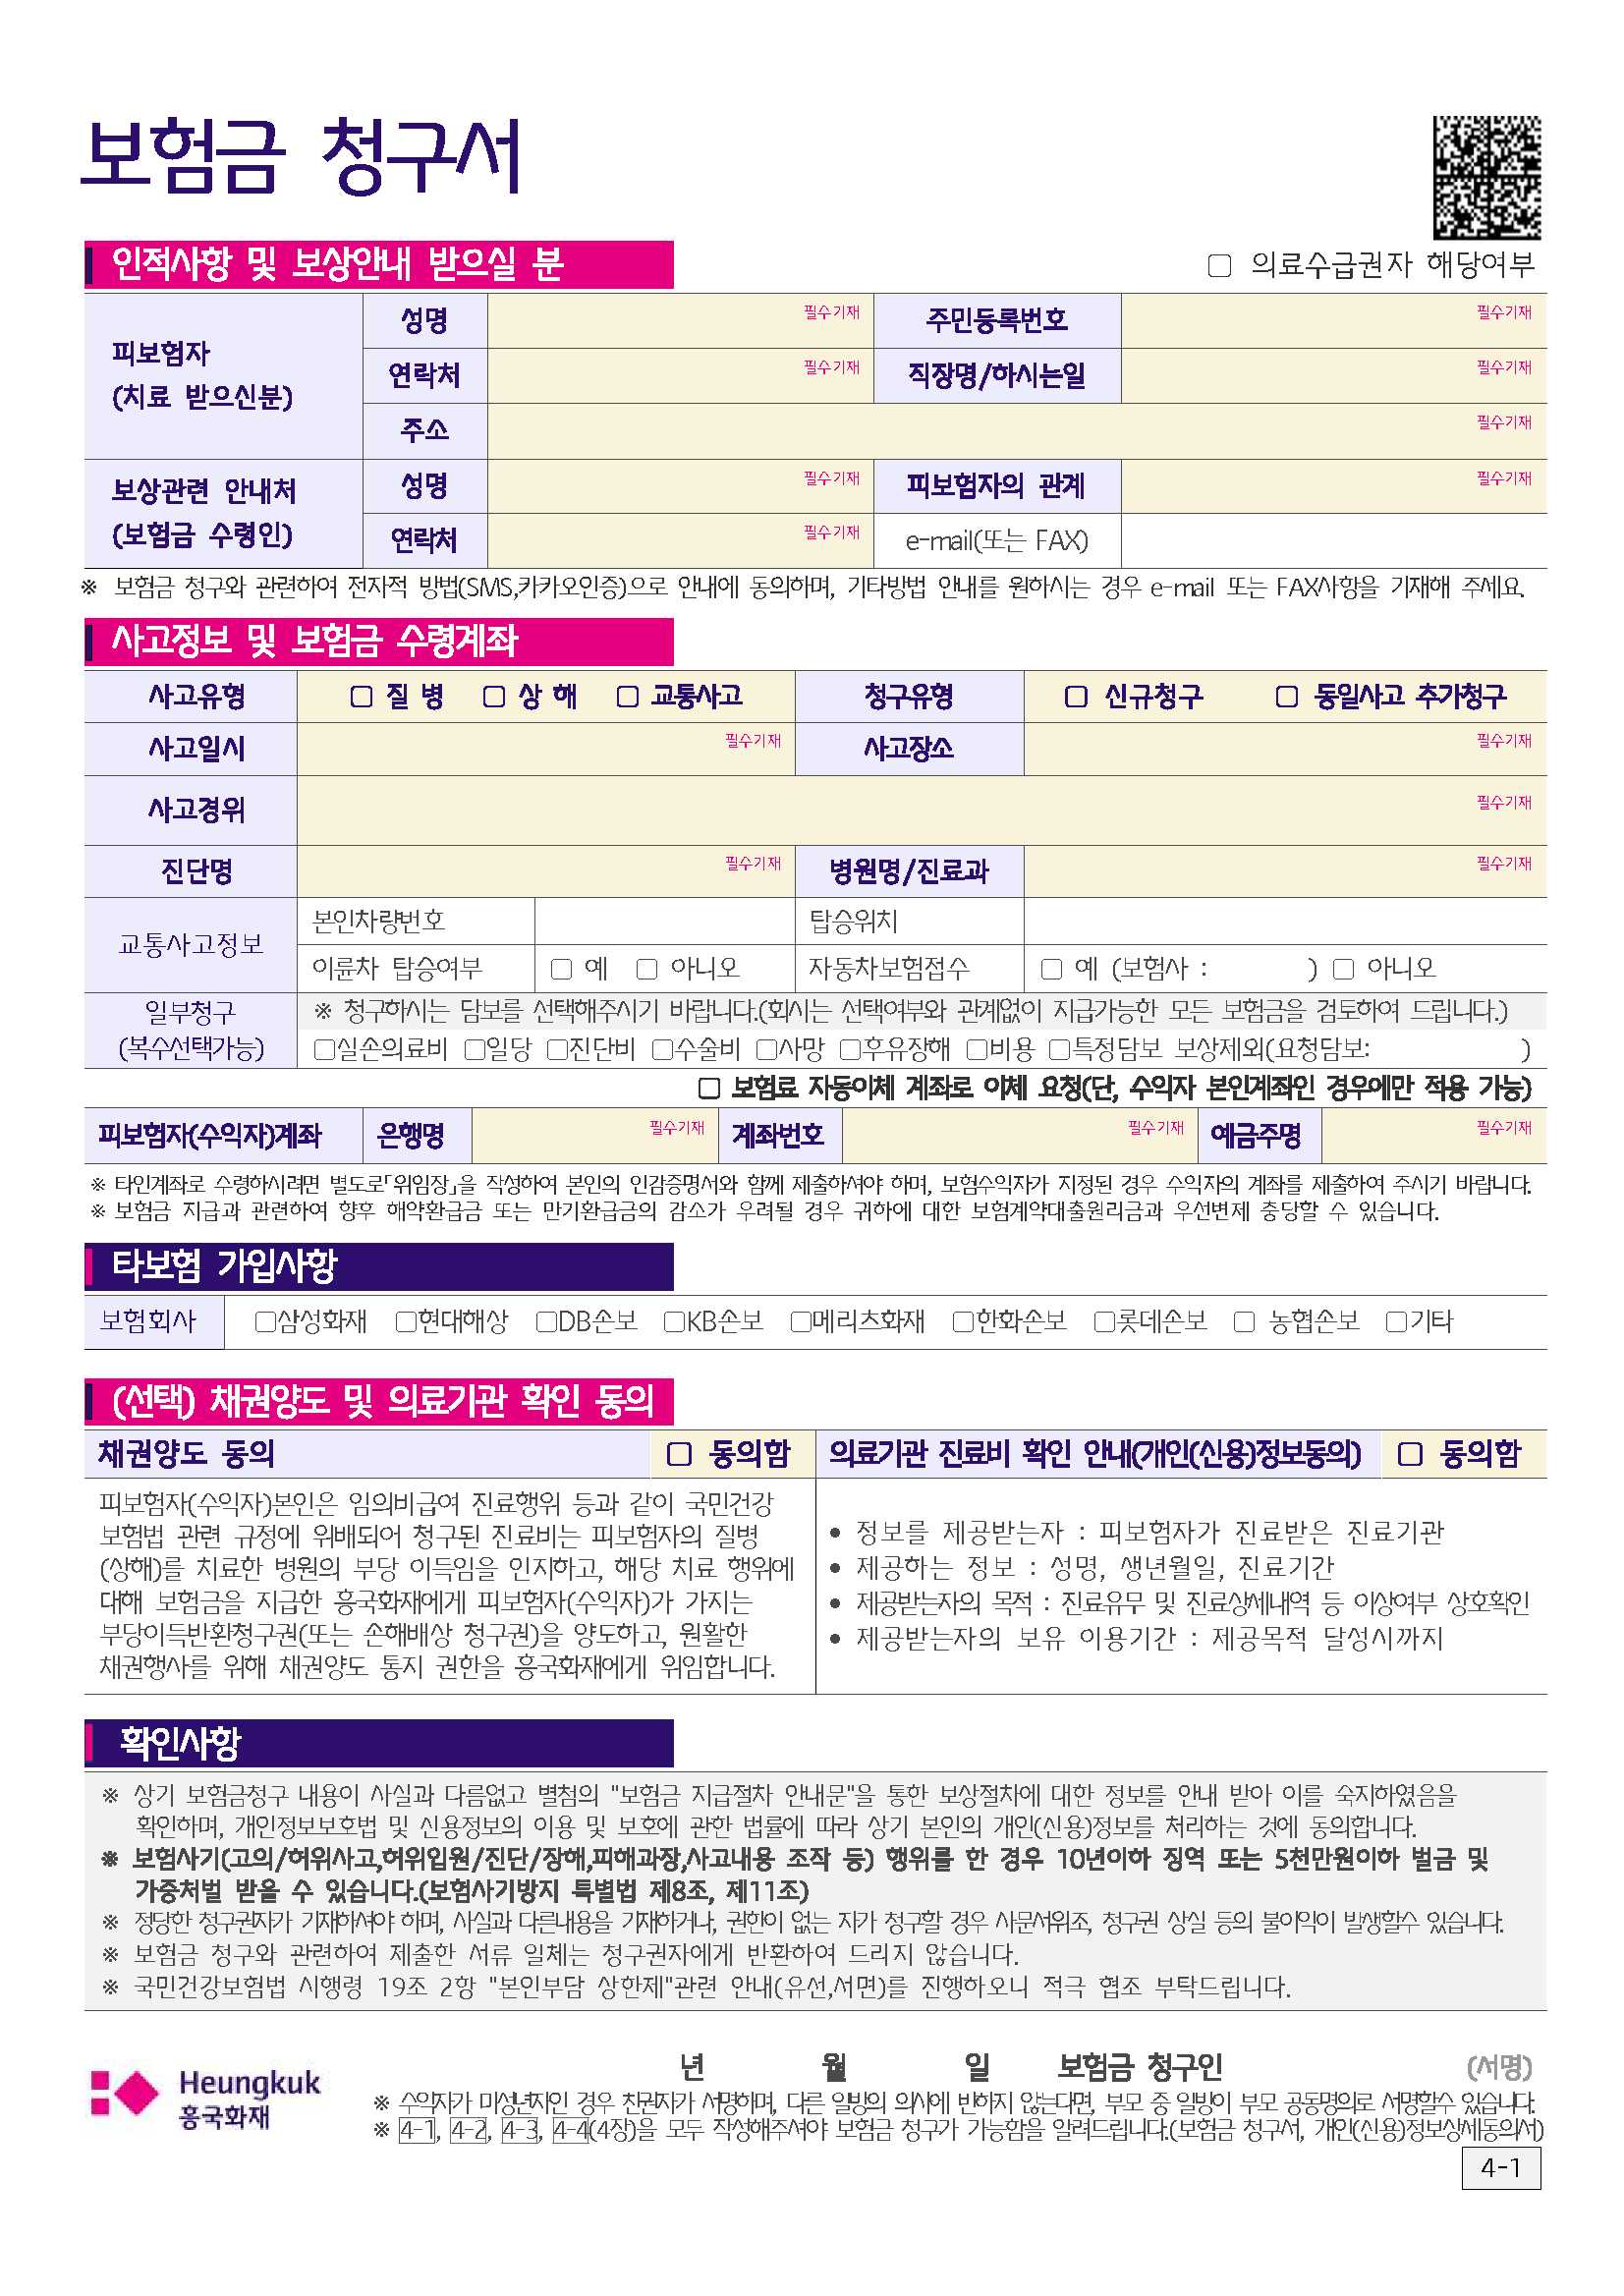 보험금 청구서
인적사항 및 보상안내 받으실 분
□ 의료수급권자 해당여부
피보험자
(치료 받으신분)
성명 필수기재 주민등록번호 필수기재
연락처 필수기재 직장명/하시는일 필수기재
주소 필수기재
보상관련 안내처
(보험금 수령인)
성명 필수기재 피보험자의 관계 필수기재
연락처 필수기재 e-mail(또는 FAX)
※ 보험금 청구와 관련하여 전자적 방법(SMS,카카오인증)으로 안내에 동의하며, 기타방법 안내를 원하시는 경우 e-mail 또는 FAX사항을 기재해 주세요.
사고정보 및 보험금 수령계좌
사고유형 □ 질 병 □ 상 해 □ 교통사고 청구유형 □ 신규청구 □ 동일사고 추가청구
사고일시 필수기재 사고장소 필수기재
사고경위 필수기재
진단명 필수기재 병원명/진료과 필수기재
교통사고정보
본인차량번호 탑승위치
이륜차 탑승여부 □ 예 □ 아니오 자동차보험접수 □ 예 (보험사 : ) □ 아니오
일부청구
(복수선택가능)
※ 청구하시는 담보를 선택해주시기 바랍니다.(회사는 선택여부와 관계없이 지급가능한 모든 보험금을 검토하여 드립니다.)
□실손의료비 □일당 □진단비 □수술비 □사망 □후유장해 □비용 □특정담보 보상제외(요청담보: )
□ 보험료 자동이체 계좌로 이체 요청(단, 수익자 본인계좌인 경우에만 적용 가능)
피보험자(수익자)계좌 은행명 필수기재 계좌번호 필수기재 예금주명 필수기재
※ 타인계좌로 수령하시려면 별도로「위임장」을 작성하여 본인의 인감증명서와 함께 제출하셔야 하며, 보험수익자가 지정된 경우 수익자의 계좌를 제출하여 주시기 바랍니다.
※ 보험금 지급과 관련하여 향후 해약환급금 또는 만기환급금의 감소가 우려될 경우 귀하에 대한 보험계약대출원리금과 우선변제 충당할 수 있습니다.
타보험 가입사항
보험회사 □삼성화재 □현대해상 □DB손보 □KB손보 □메리츠화재 □한화손보 □롯데손보 □ 농협손보 □기타
(선택) 채권양도 및 의료기관 확인 동의
채권양도 동의 □ 동의함 의료기관 진료비 확인 안내(개인(신용)정보동의) □ 동의함
피보험자(수익자)본인은 임의비급여 진료행위 등과 같이 국민건강
보험법 관련 규정에 위배되어 청구된 진료비는 피보험자의 질병
(상해)를 치료한 병원의 부당 이득임을 인지하고, 해당 치료 행위에
대해 보험금을 지급한 흥국화재에게 피보험자(수익자)가 가지는
부당이득반환청구권(또는 손해배상 청구권)을 양도하고, 원활한
채권행사를 위해 채권양도 통지 권한을 흥국화재에게 위임합니다.
• 정보를 제공받는자 : 피보험자가 진료받은 진료기관
• 제공하는 정보 : 성명, 생년월일, 진료기간
• 제공받는자의 목적 : 진료유무 및 진료상세내역 등 이상여부 상호확인
• 제공받는자의 보유 이용기간 : 제공목적 달성시까지
확인사항
※ 상기 보험금청구 내용이 사실과 다름없고 별첨의 "보험금 지급절차 안내문"을 통한 보상절차에 대한 정보를 안내 받아 이를 숙지하였음을
확인하며, 개인정보보호법 및 신용정보의 이용 및 보호에 관한 법률에 따라 상기 본인의 개인(신용)정보를 처리하는 것에 동의합니다.
※ 보험사기(고의/허위사고,허위입원/진단/장해,피해과장,사고내용 조작 등) 행위를 한 경우 10년이하 징역 또는 5천만원이하 벌금 및
가중처벌 받을 수 있습니다.(보험사기방지 특별법 제8조, 제11조)
※ 정당한 청구권자가 기재하셔야 하며, 사실과 다른내용을 기재하거나, 권한이 없는 자가 청구할 경우 사문서위조, 청구권 상실 등의 불이익이 발생할수 있습니다.
※ 보험금 청구와 관련하여 제출한 서류 일체는 청구권자에게 반환하여 드리지 않습니다.
※ 국민건강보험법 시행령 19조 2항 "본인부담 상한제"관련 안내(유선,서면)를 진행하오니 적극 협조 부탁드립니다.
년 월 일 보험금 청구인 (서명)
Heungkuk
흥국화재
※ 수익자가 미성년자인 경우 친권자가 서명하며, 다른 일방의 의사에 반하지 않는다면, 부모 중 일방이 부모 공동명의로 서명할수 있습니다.
※ 4-1, 4-2, 4-3, 4-4(4장)을 모두 작성해주셔야 보험금 청구가 가능함을 알려드립니다.(보험금 청구서, 개인(신용)정보상세동의서)
4-1